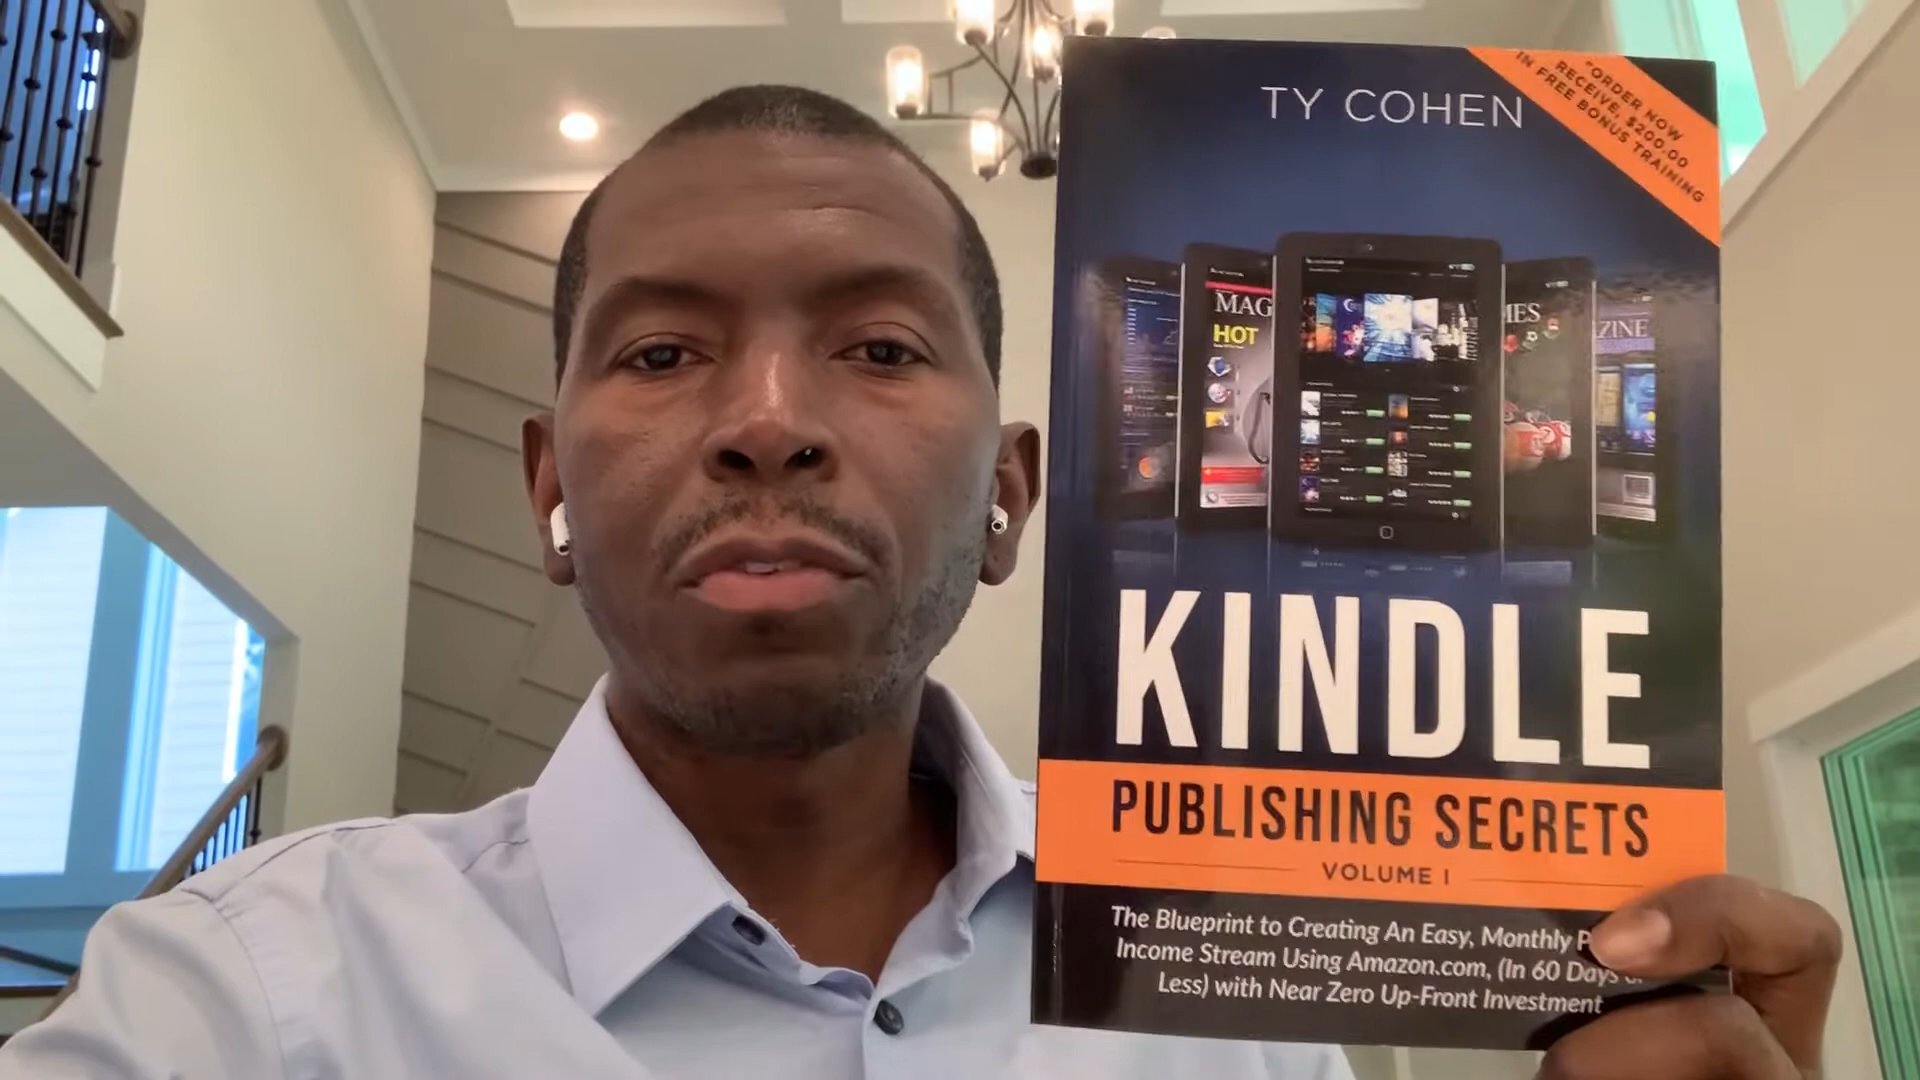 TY COHEN
*ORDER NOW
RECEIVE, $200.00
IN FREE BONUS TRAINING
MAG
HOT
MES
ZINE
KINDLE
PUBLISHING SECRETS
VOLUME I
The Blueprint to Creating An Easy, Monthly
Income Stream Using Amazon.com, (In 60 Days
Less) with Near Zero Up-Front Investment